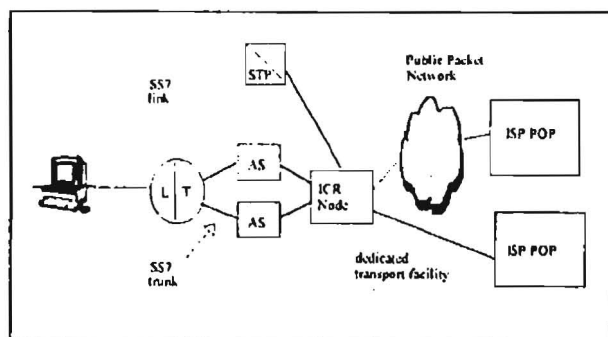 SS7
link
STP
Public Packet
Network
ISP POP
L T
AS
AS
ICR
Node
ISP POP
SS7
trunk
dedicated
transport facility